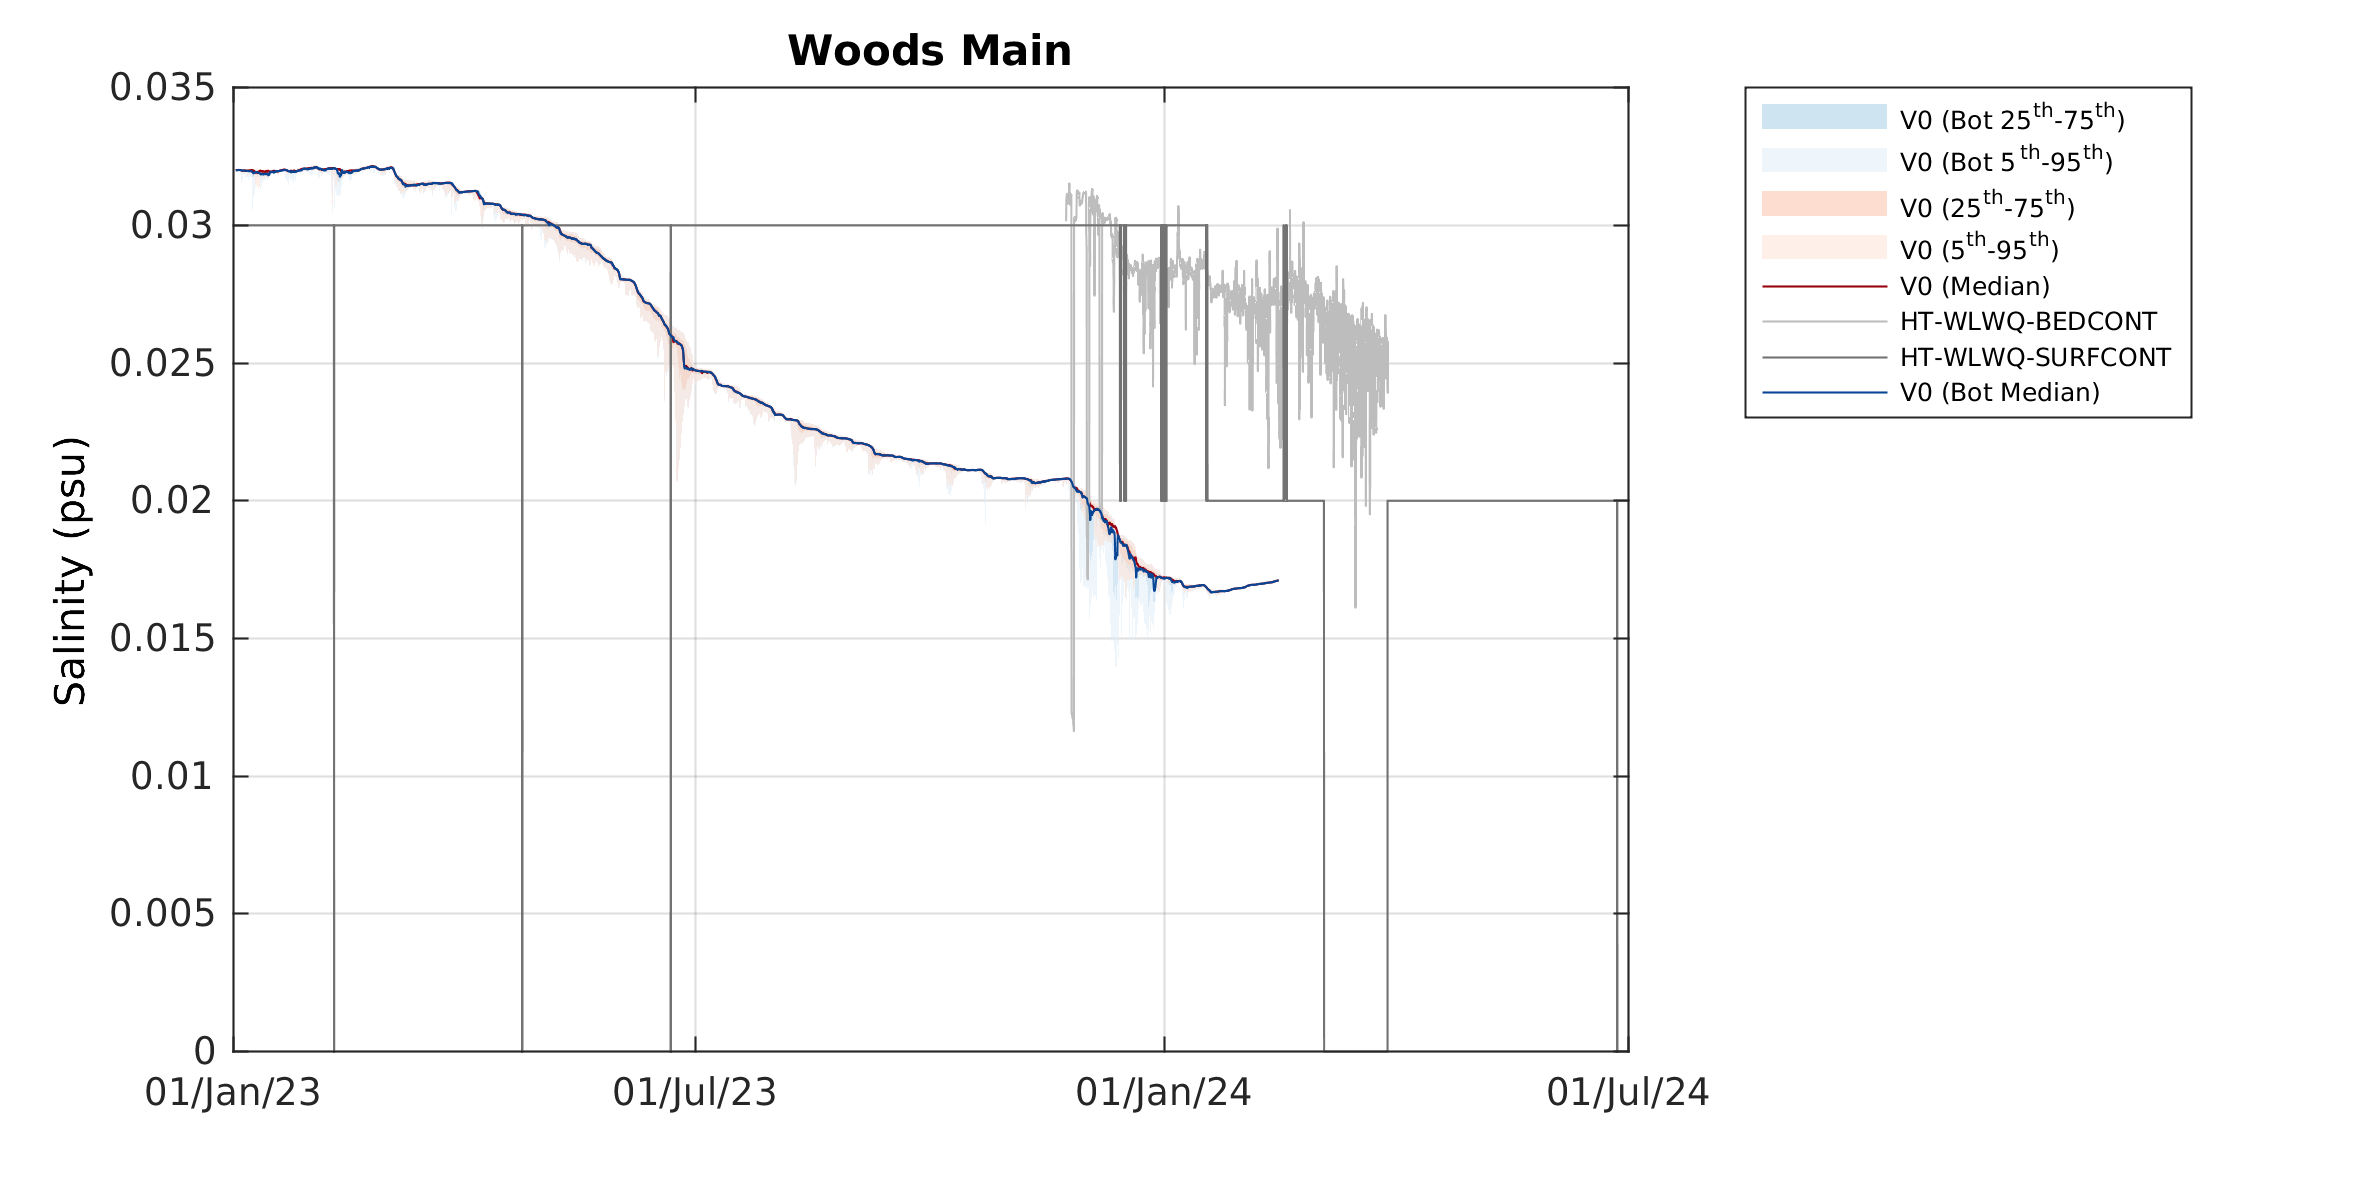 Woods Main
0.035
0.03
0.025
0.02
0.015
0.01
0.005
0
Salinity (psu)
01/Jan/23
01/Jul/23
01/Jan/24
01/Jul/24
V0 (Bot 25th-75th)
V0 (Bot 5th-95th)
V0 (25th-75th)
V0 (5th-95th)
V0 (Median)
HT-WLWQ-BEDCONT
HT-WLWQ-SURFCONT
V0 (Bot Median)